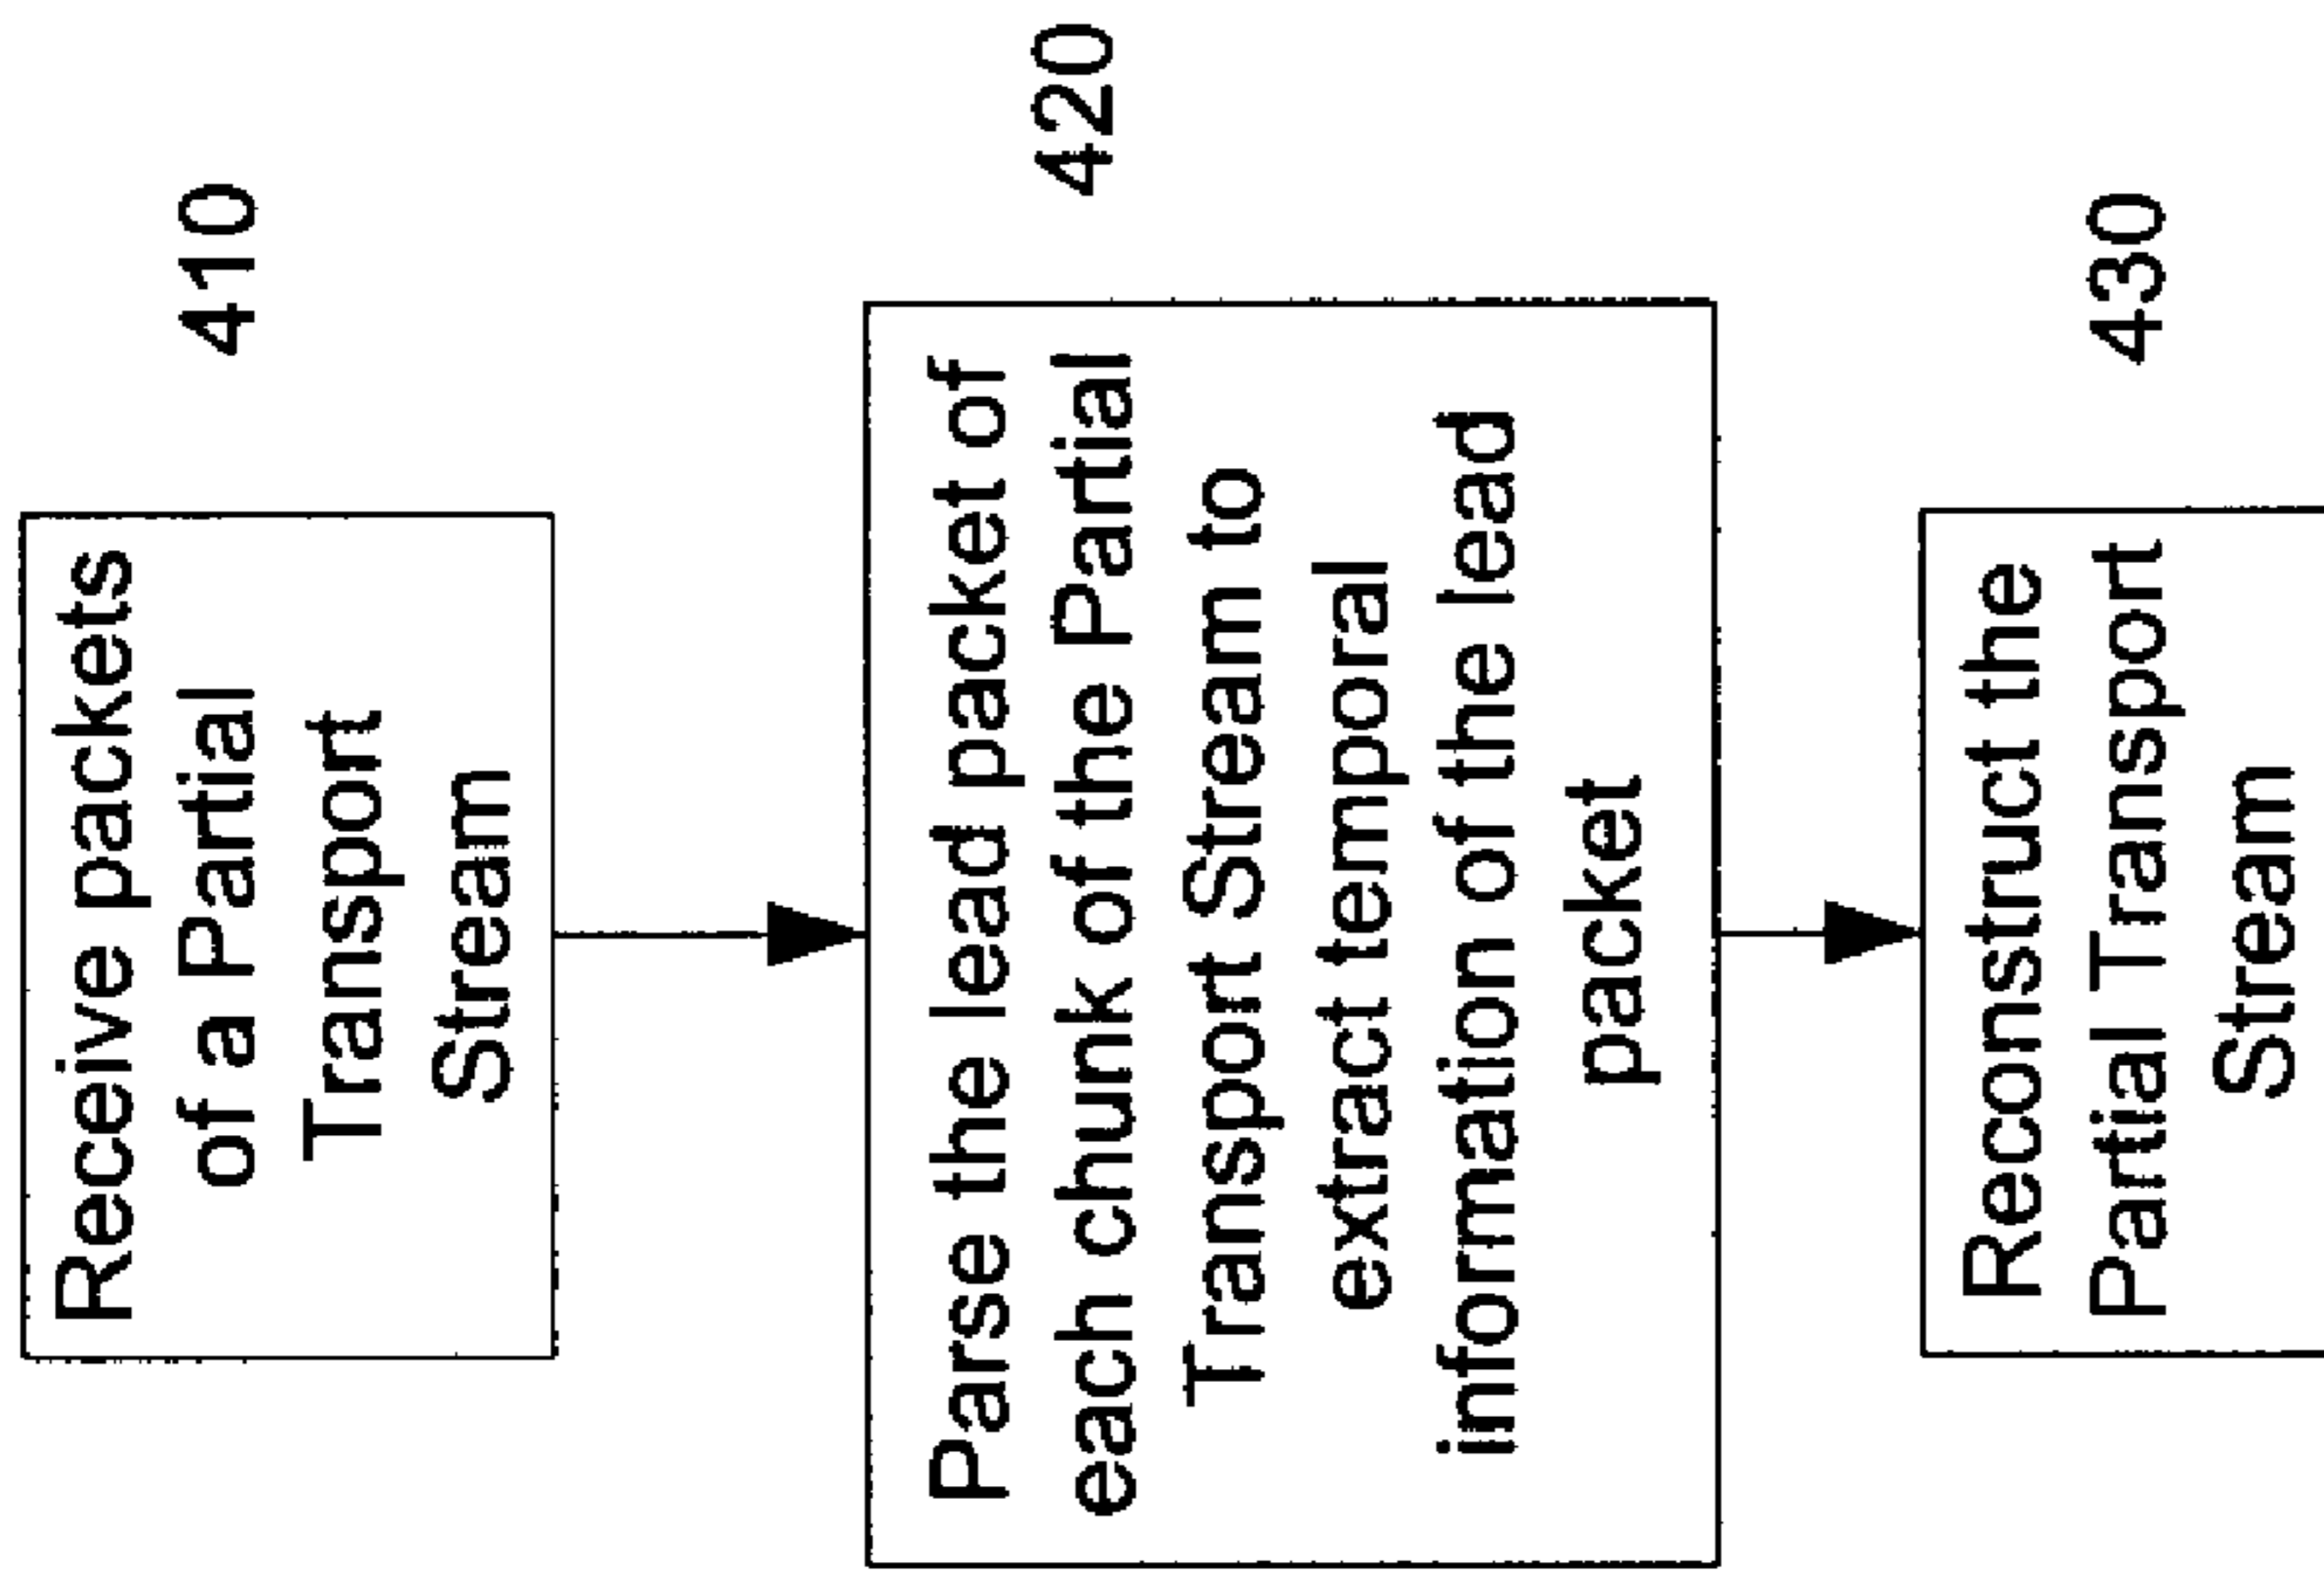 Receive packets
of a Partial
Transport
Stream
410
Parse the lead packet of
each chunk of the Partial
Transport Stream to
extract temporal
information of the lead
packet
420
Reconstruct the
Partial Transport
Stream
430